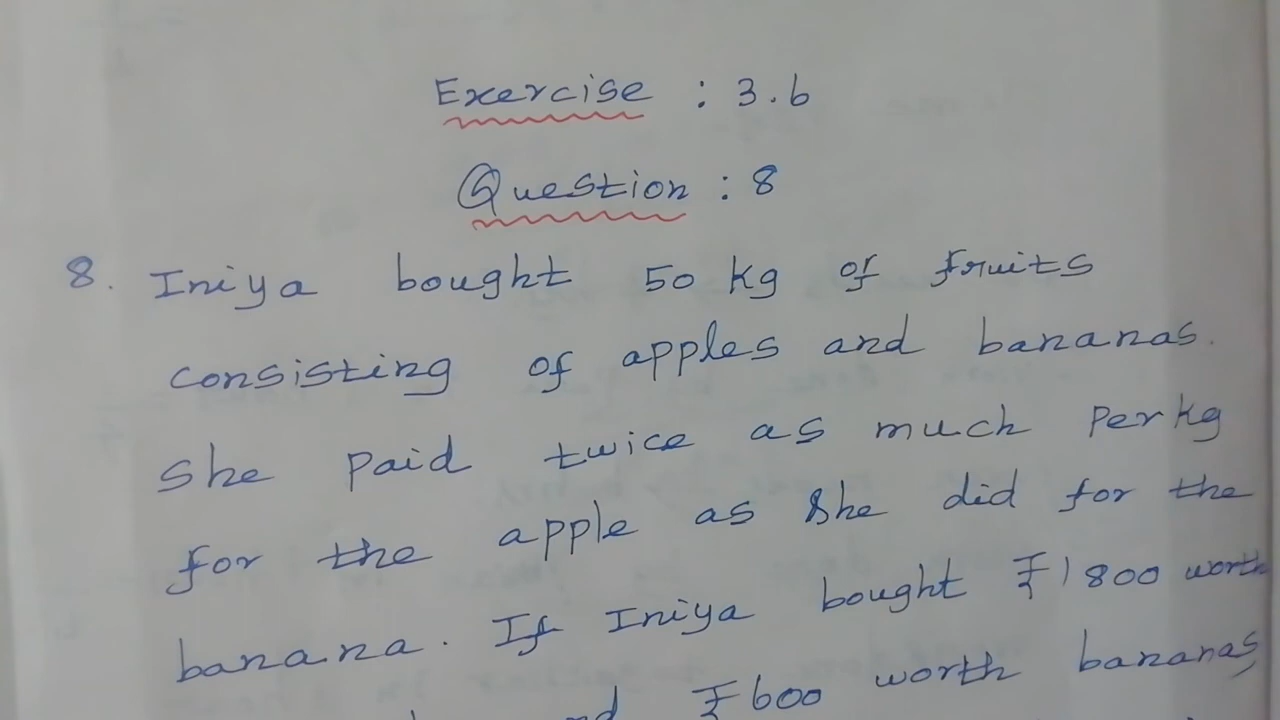 Exercise : 3.6
Question : 8
8. Iniya bought 50 kg of fruits
consisting of apples and bananas.
She paid twice as much per kg
for the apple as she did for the
banana. If Iniya bought ₹1800 worth
₹600 worth bananas